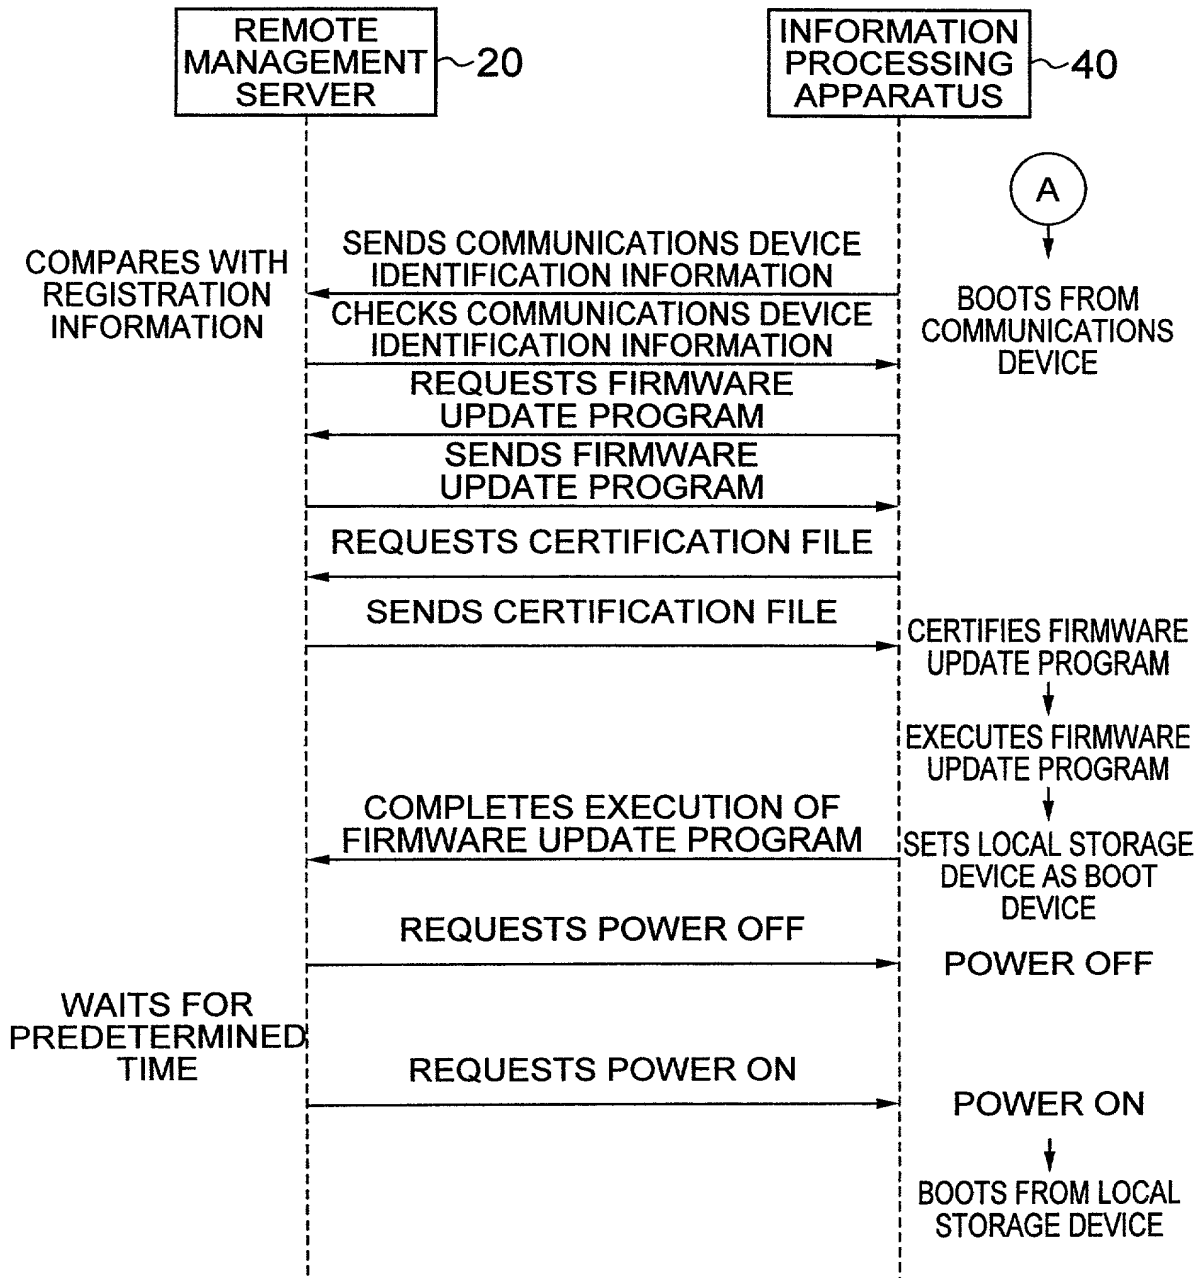 REMOTE
MANAGEMENT
SERVER
20
INFORMATION
PROCESSING
APPARATUS
40
A
SENDS COMMUNICATIONS DEVICE
IDENTIFICATION INFORMATION
COMPARES WITH
REGISTRATION
INFORMATION
BOOTS FROM
COMMUNICATIONS
DEVICE
CHECKS COMMUNICATIONS DEVICE
IDENTIFICATION INFORMATION
REQUESTS FIRMWARE
UPDATE PROGRAM
SENDS FIRMWARE
UPDATE PROGRAM
REQUESTS CERTIFICATION FILE
SENDS CERTIFICATION FILE
CERTIFIES FIRMWARE
UPDATE PROGRAM
EXECUTES FIRMWARE
UPDATE PROGRAM
COMPLETES EXECUTION OF
FIRMWARE UPDATE PROGRAM
SETS LOCAL STORAGE
DEVICE AS BOOT
DEVICE
REQUESTS POWER OFF
POWER OFF
WAITS FOR
PREDETERMINED
TIME
REQUESTS POWER ON
POWER ON
BOOTS FROM LOCAL
STORAGE DEVICE